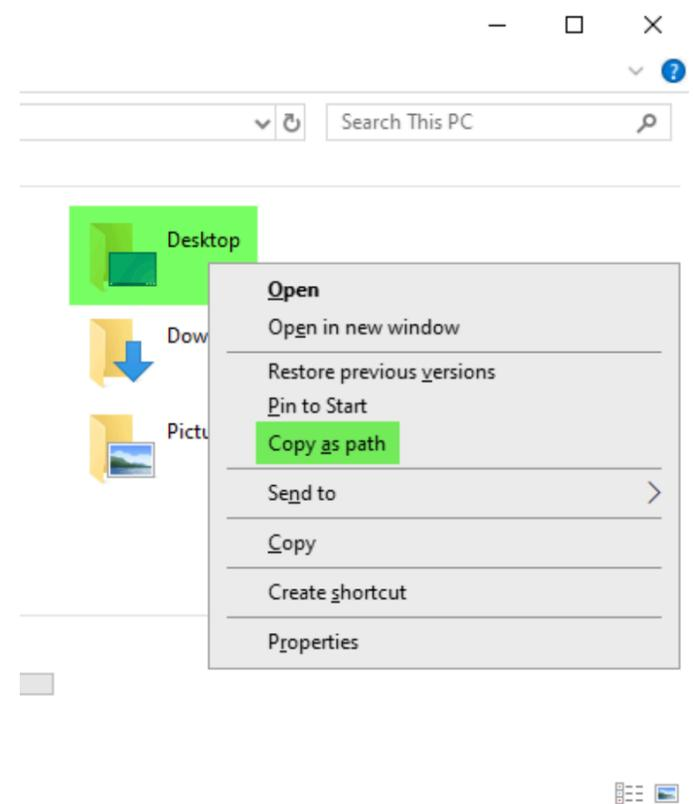 ?
Search This PC
Desktop
Dow
Pictu
Open
Open in new window
Restore previous versions
Pin to Start
Copy as path
Send to
Copy
Create shortcut
Properties